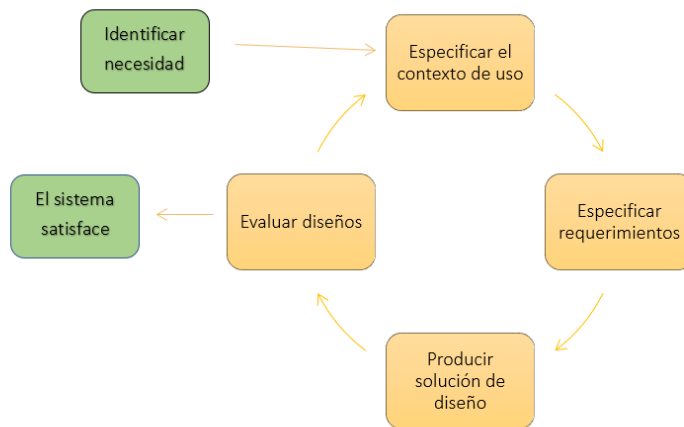 Identificar
necesidad
Especificar el
contexto de uso
El sistema
satisface
Evaluar diseños
Especificar
requerimientos
Producir
solución de
diseño